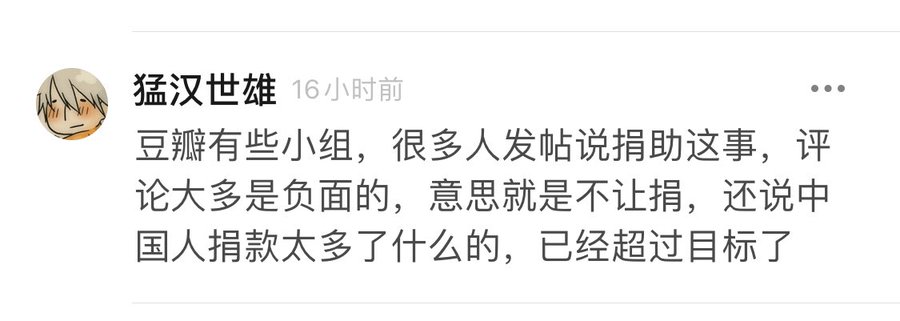 猛汉世雄 16小时前
豆瓣有些小组，很多人发帖说捐助这事，评
论大多是负面的，意思就是不让捐，还说中
国人捐款太多了什么的，已经超过目标了